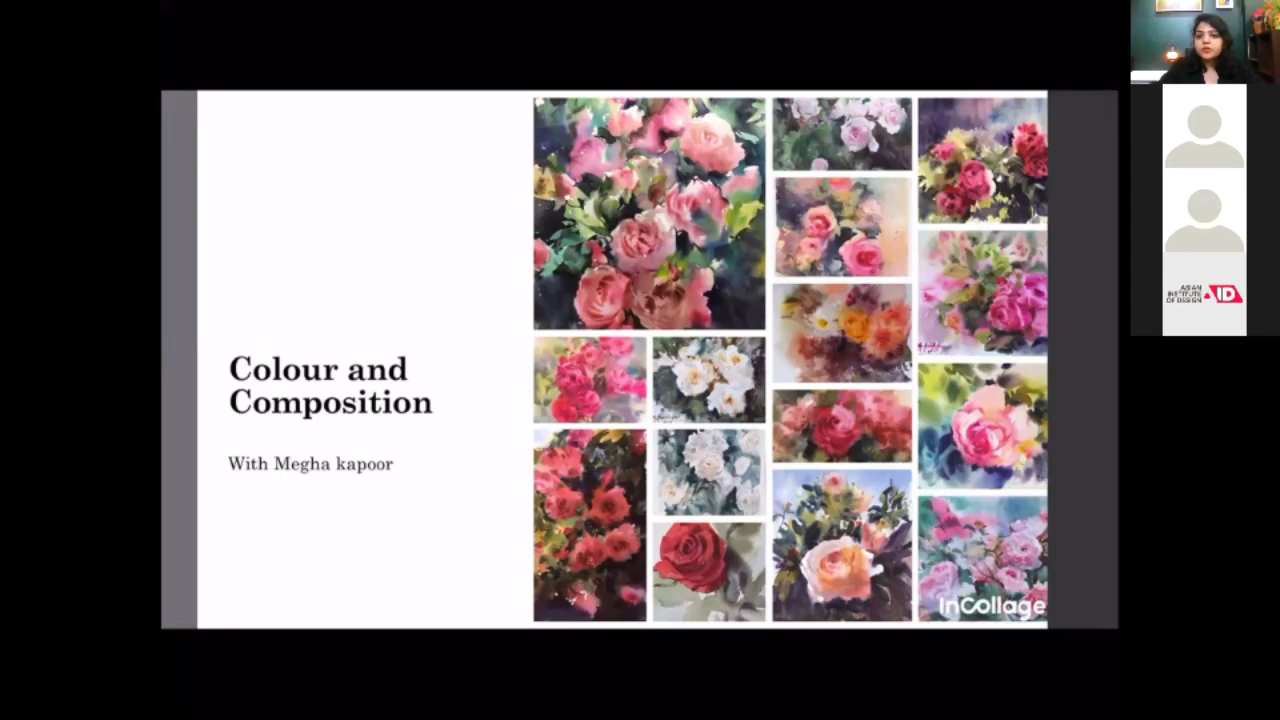 Colour and
Composition
With Megha kapoor
InCollage
ASIAN
INSTITUTE
OF DESIGN
AID